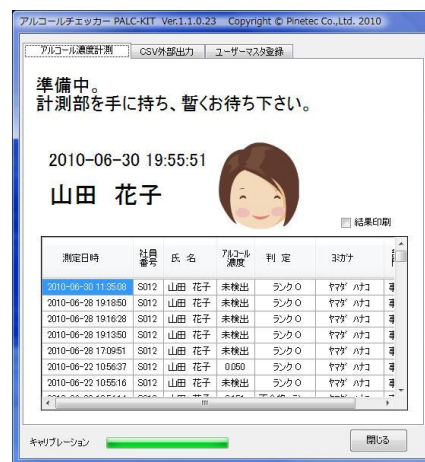 アルコールチェッカー PALC-KIT Ver.1.1.0.23 Copyright © Pinetec Co.,Ltd. 2010
アルコール濃度計測 CSV外部出力 ユーザーマスタ登録
準備中。
計測部を手に持ち、暫くお待ち下さい。
2010-06-30 19:55:51
山田 花子
結果印刷
測定日時 社員番号 氏 名 アルコール濃度 判 定 ヨミガナ
2010-06-30 11:35:08 S012 山田 花子 未検出 ランク0 ヤマダ ハナコ
2010-06-28 19:18:50 S012 山田 花子 未検出 ランク0 ヤマダ ハナコ
2010-06-28 19:16:28 S012 山田 花子 未検出 ランク0 ヤマダ ハナコ
2010-06-28 19:13:50 S012 山田 花子 未検出 ランク0 ヤマダ ハナコ
2010-06-28 17:09:51 S012 山田 花子 未検出 ランク0 ヤマダ ハナコ
2010-06-22 10:56:37 S012 山田 花子 0.050 ランク0 ヤマダ ハナコ
2010-06-22 10:55:16 S012 山田 花子 未検出 ランク0 ヤマダ ハナコ
キャリブレーション 閉じる